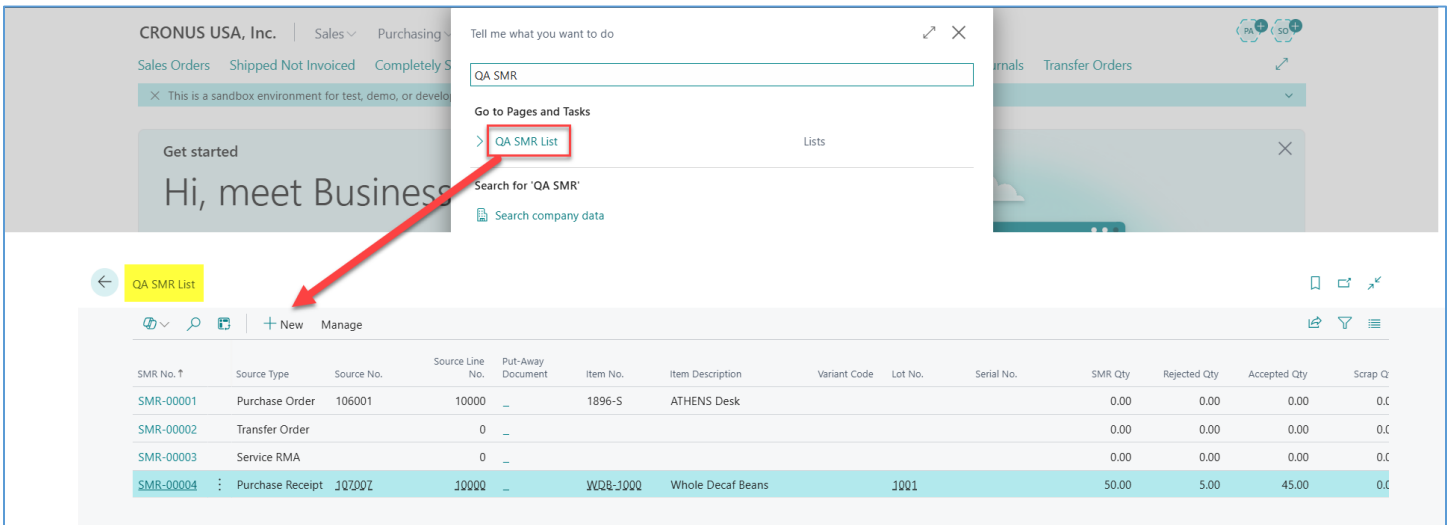 CRONUS USA, Inc. Sales Purchasing
Tell me what you want to do
PA SO
Sales Orders Shipped Not Invoiced Completely S
QA SMR
urnals Transfer Orders
This is a sandbox environment for test, demo, or develo
Go to Pages and Tasks
QA SMR List Lists
Get started
Hi, meet Business
Search for 'QA SMR'
Search company data
QA SMR List
New Manage
SMR No. ↑ Source Type Source No. Source Line No. Put-Away Document Item No. Item Description Variant Code Lot No. Serial No. SMR Qty Rejected Qty Accepted Qty Scrap Q
SMR-00001 Purchase Order 106001 10000 _ 1896-S ATHENS Desk 0.00 0.00 0.00 0.0
SMR-00002 Transfer Order 0 _ 0.00 0.00 0.00 0.0
SMR-00003 Service RMA 0 _ 0.00 0.00 0.00 0.0
SMR-00004 Purchase Receipt 107007 10000 _ WDB-1000 Whole Decaf Beans 1001 50.00 5.00 45.00 0.0